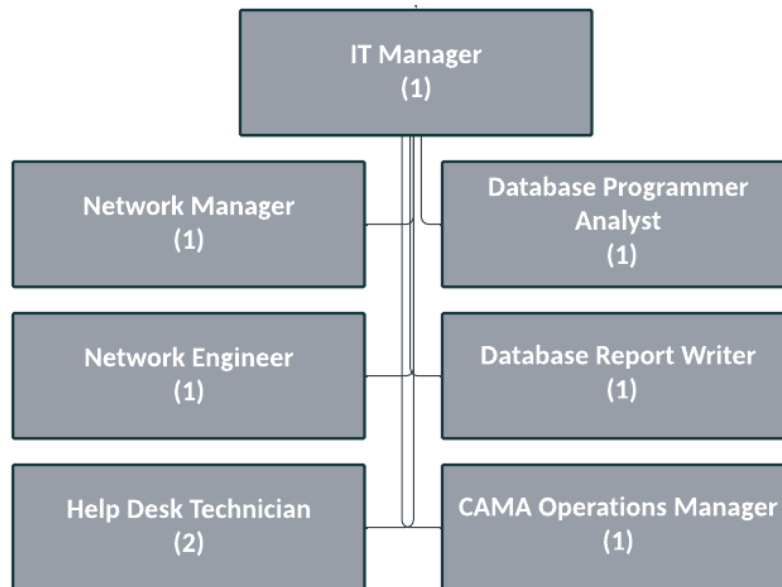 IT Manager
(1)
Network Manager
(1)
Database Programmer
Analyst
(1)
Network Engineer
(1)
Database Report Writer
(1)
Help Desk Technician
(2)
CAMA Operations Manager
(1)